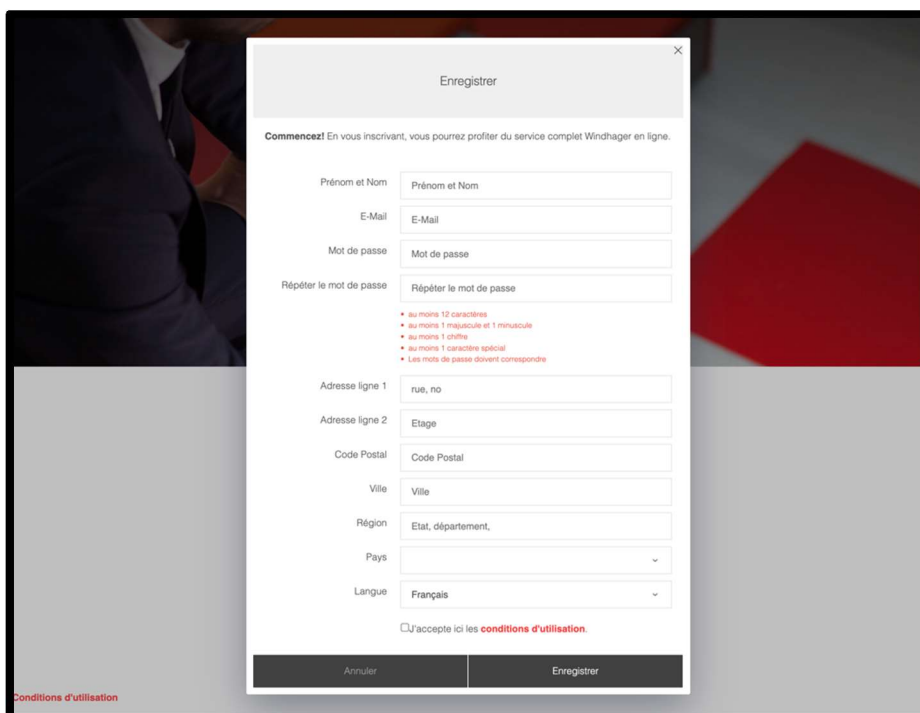 ×
Enregistrer
Commencez! En vous inscrivant, vous pourrez profiter du service complet Windhager en ligne.
Prénom et Nom Prénom et Nom
E-Mail E-Mail
Mot de passe Mot de passe
Répéter le mot de passe Répéter le mot de passe
• au moins 12 caractères
• au moins 1 majuscule et 1 minuscule
• au moins 1 chiffre
• au moins 1 caractère spécial
• Les mots de passe doivent correspondre
Adresse ligne 1 rue, no
Adresse ligne 2 Etage
Code Postal Code Postal
Ville Ville
Région Etat, département,
Pays
Langue Français
J'accepte ici les conditions d'utilisation.
Annuler Enregistrer
Conditions d'utilisation